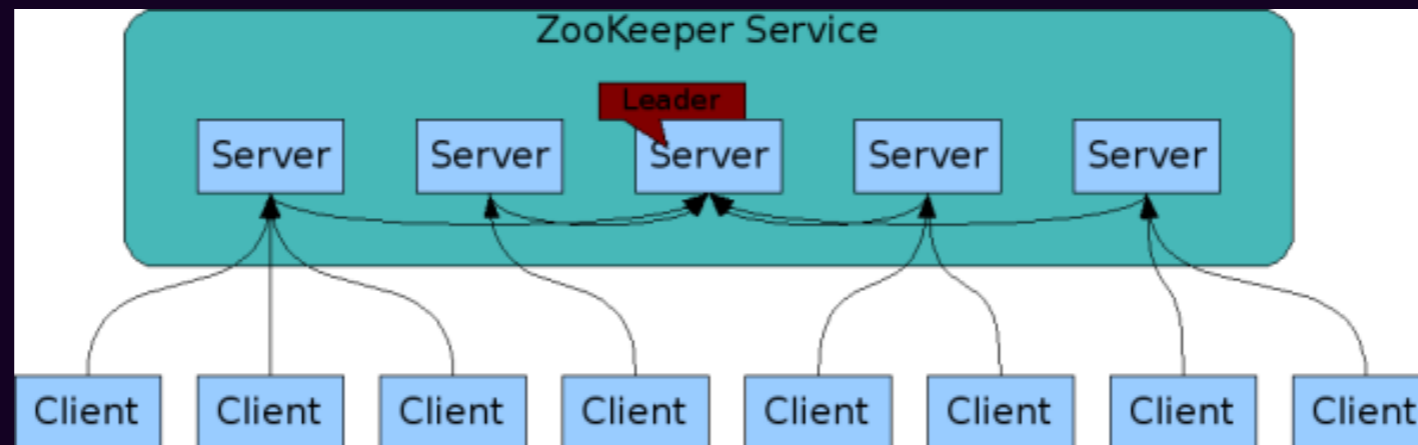 ZooKeeper Service
Leader
Server Server Server Server Server
Client Client Client Client Client Client Client Client